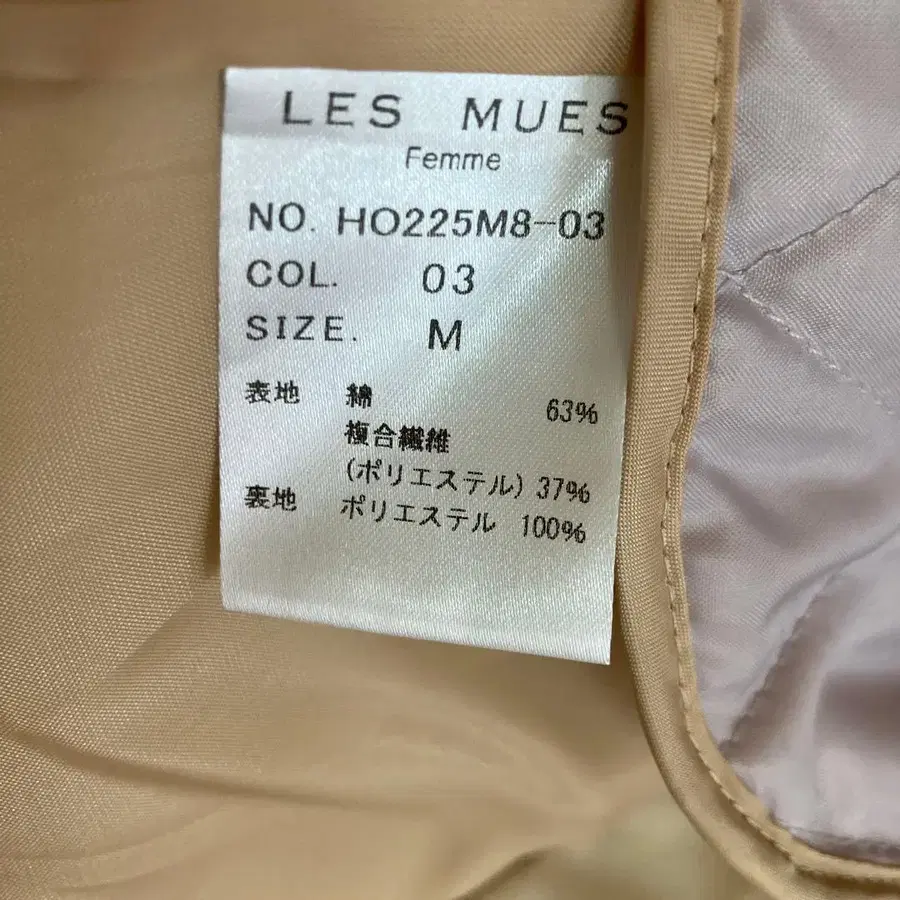 LES MUES
Femme
NO. HO225M8-03
COL. 03
SIZE. M
表地 綿 63%
複合繊維
(ポリエステル) 37%
裏地 ポリエステル 100%